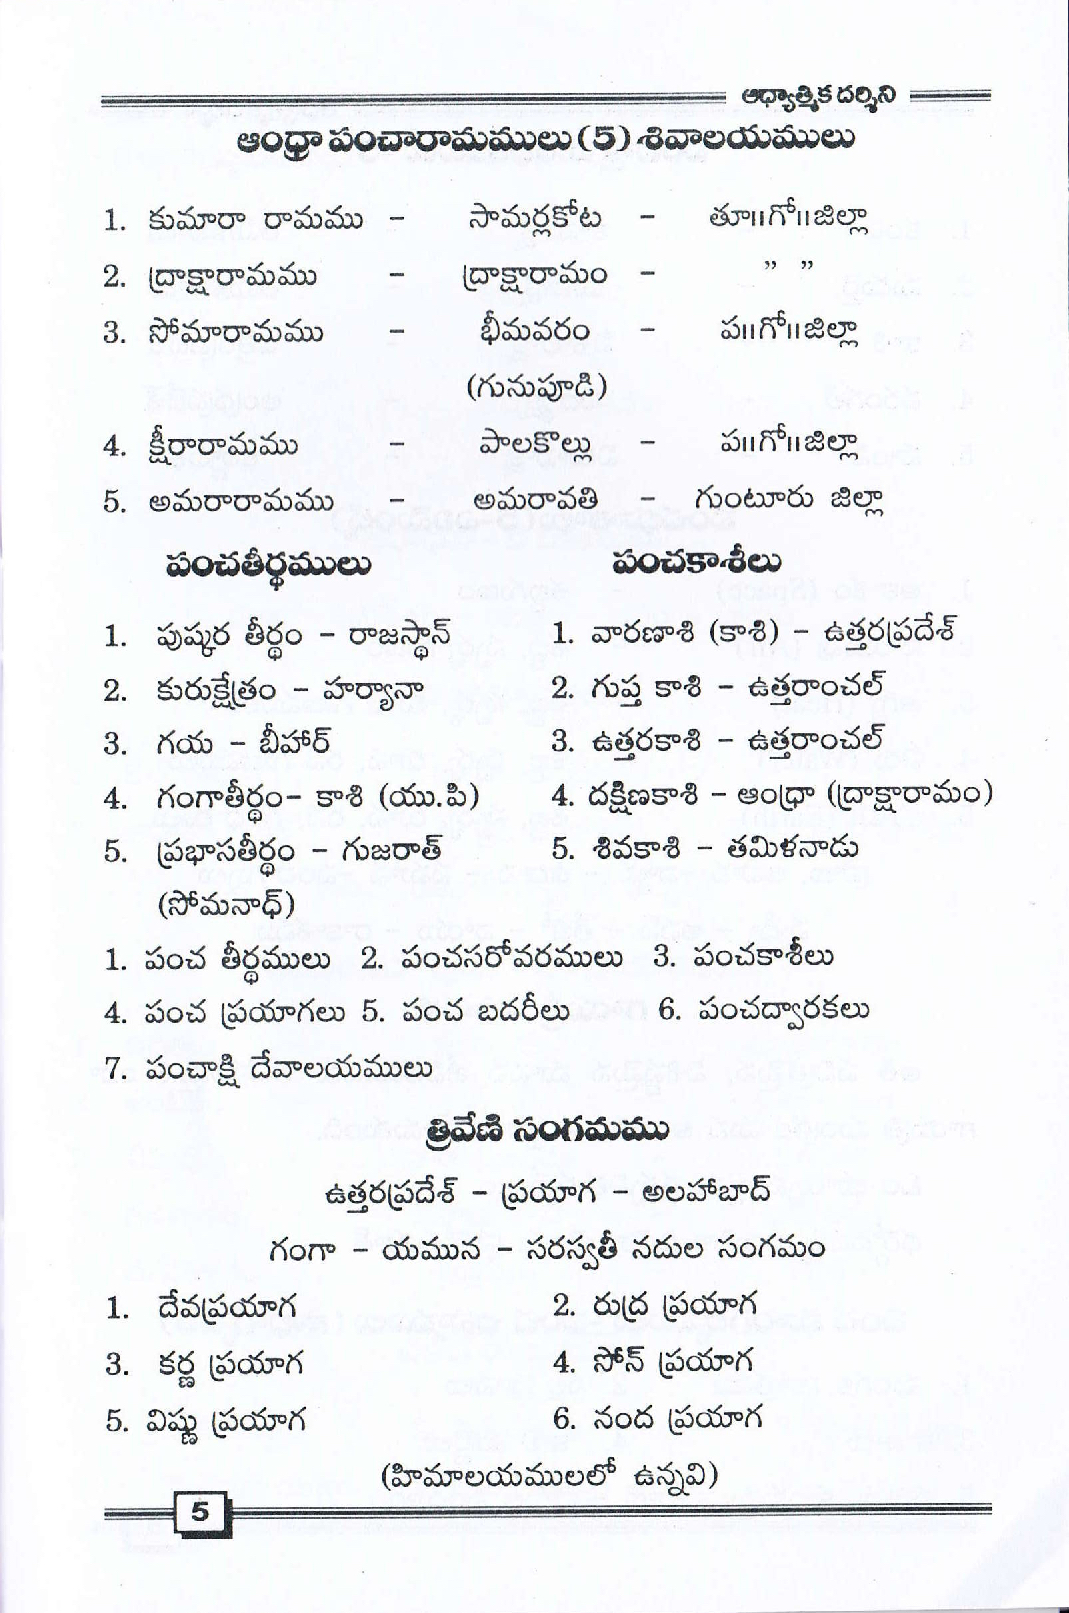 ఆధ్యాత్మిక దర్శిని
ఆంధ్రా పంచారామములు (5) శివాలయములు
1. కుమారా రామము - సామర్లకోట - తూ॥గో॥జిల్లా
2. ద్రాక్షారామము - ద్రాక్షారామం - ” ”
3. సోమారామము - భీమవరం - ప॥గో॥జిల్లా
(గునుపూడి)
4. క్షీరారామము - పాలకొల్లు - ప॥గో॥జిల్లా
5. అమరారామము - అమరావతి - గుంటూరు జిల్లా
పంచతీర్థములు
1. పుష్కర తీర్థం - రాజస్థాన్
2. కురుక్షేత్రం - హర్యానా
3. గయ - బీహార్
4. గంగాతీర్థం- కాశి (యు.పి)
5. ప్రభాసతీర్థం - గుజరాత్
(సోమనాధ్)
పంచకాశీలు
1. వారణాశి (కాశి) - ఉత్తరప్రదేశ్
2. గుప్త కాశి - ఉత్తరాంచల్
3. ఉత్తరకాశి - ఉత్తరాంచల్
4. దక్షిణకాశి - ఆంధ్రా (ద్రాక్షారామం)
5. శివకాశి - తమిళనాడు
1. పంచ తీర్థములు 2. పంచసరోవరములు 3. పంచకాశీలు
4. పంచ ప్రయాగలు 5. పంచ బదరీలు 6. పంచద్వారకలు
7. పంచాక్షి దేవాలయములు
త్రివేణి సంగమము
ఉత్తరప్రదేశ్ - ప్రయాగ - అలహాబాద్
గంగా - యమున - సరస్వతీ నదుల సంగమం
1. దేవప్రయాగ 2. రుద్ర ప్రయాగ
3. కర్ణ ప్రయాగ 4. సోన్ ప్రయాగ
5. విష్ణు ప్రయాగ 6. నంద ప్రయాగ
(హిమాలయములలో ఉన్నవి)
5